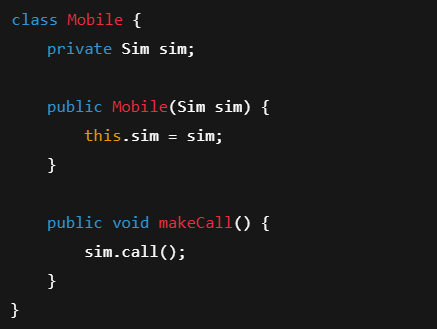 class Mobile {
    private Sim sim;

    public Mobile(Sim sim) {
        this.sim = sim;
    }

    public void makeCall() {
        sim.call();
    }
}